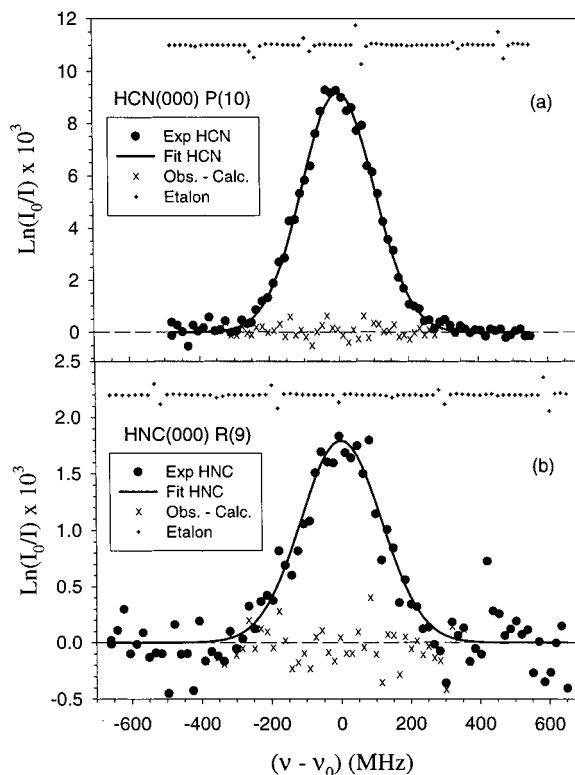 12
10
8
6
4
2
0
Ln(I₀/I) x 10³
(a)
HCN(000) P(10)
Exp HCN
Fit HCN
Obs. - Calc.
Etalon
2.5
2.0
1.5
1.0
0.5
0.0
-0.5
Ln(I₀/I) x 10³
(b)
HNC(000) R(9)
Exp HNC
Fit HNC
Obs. - Calc.
Etalon
-600 -400 -200 0 200 400 600
(ν - ν₀) (MHz)